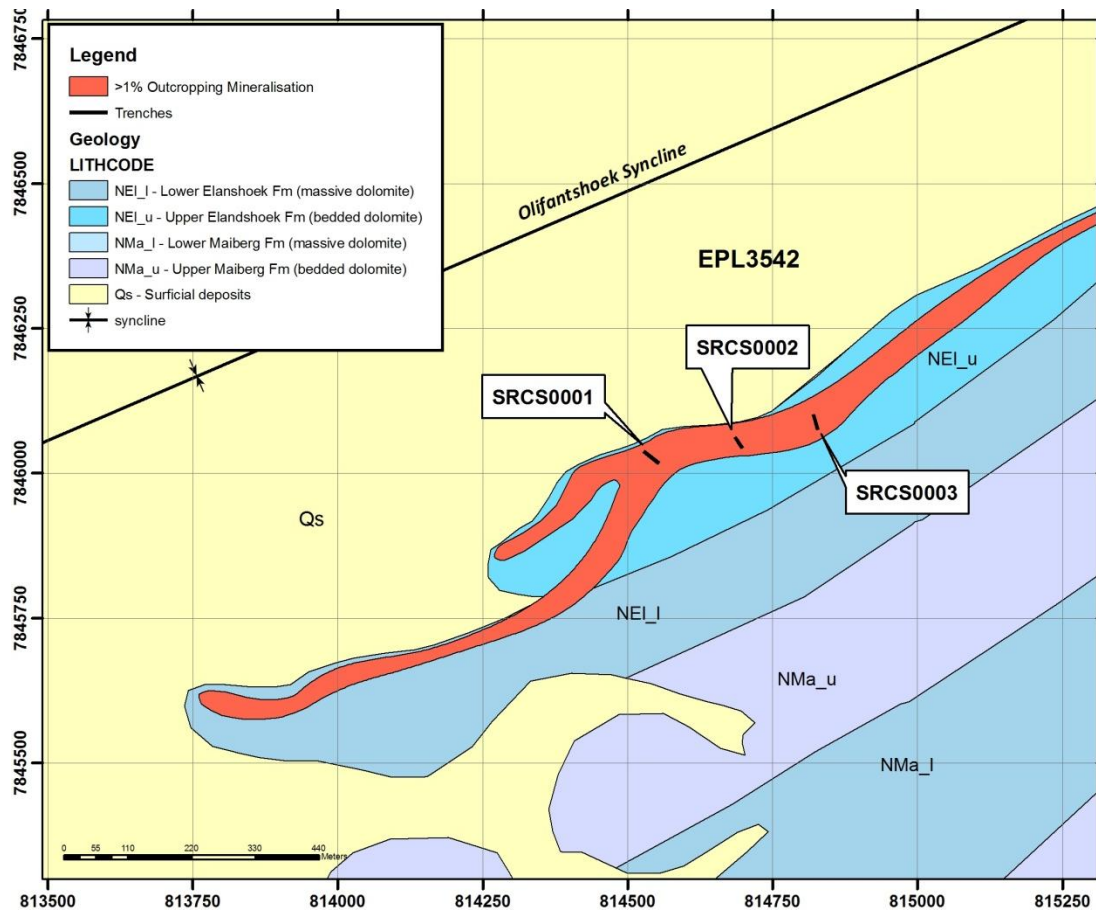 Legend
>1% Outcropping Mineralisation
Trenches
Geology
LITHCODE
NEl_l - Lower Elanshoek Fm (massive dolomite)
NEl_u - Upper Elandshoek Fm (bedded dolomite)
NMa_l - Lower Maiberg Fm (massive dolomite)
NMa_u - Upper Maiberg Fm (bedded dolomite)
Qs - Surficial deposits
syncline
Olifantshoek Syncline
EPL3542
SRCS0002
SRCS0001
SRCS0003
NEl_u
Qs
NEl_l
NMa_u
NMa_l
0 55 110 220 330 440
Meters
7846500
7846250
7846000
7845750
7845500
813500 813750 814000 814250 814500 814750 815000 815250